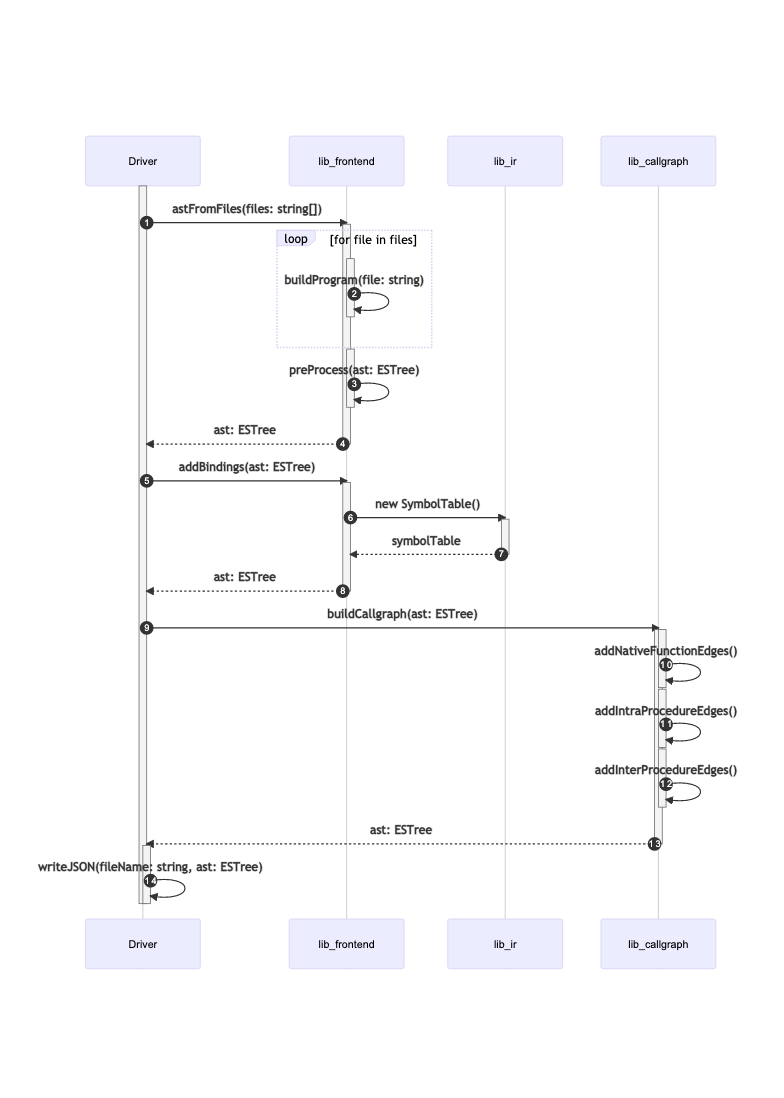 Driver
lib_frontend
lib_ir
lib_callgraph
astFromFiles(files: string[])
1
loop
[for file in files]
buildProgram(file: string)
2
preProcess(ast: ESTree)
3
ast: ESTree
4
addBindings(ast: ESTree)
5
new SymbolTable()
6
symbolTable
7
ast: ESTree
8
buildCallgraph(ast: ESTree)
9
addNativeFunctionEdges()
10
addIntraProcedureEdges()
11
addInterProcedureEdges()
12
ast: ESTree
13
writeJSON(fileName: string, ast: ESTree)
14
Driver
lib_frontend
lib_ir
lib_callgraph